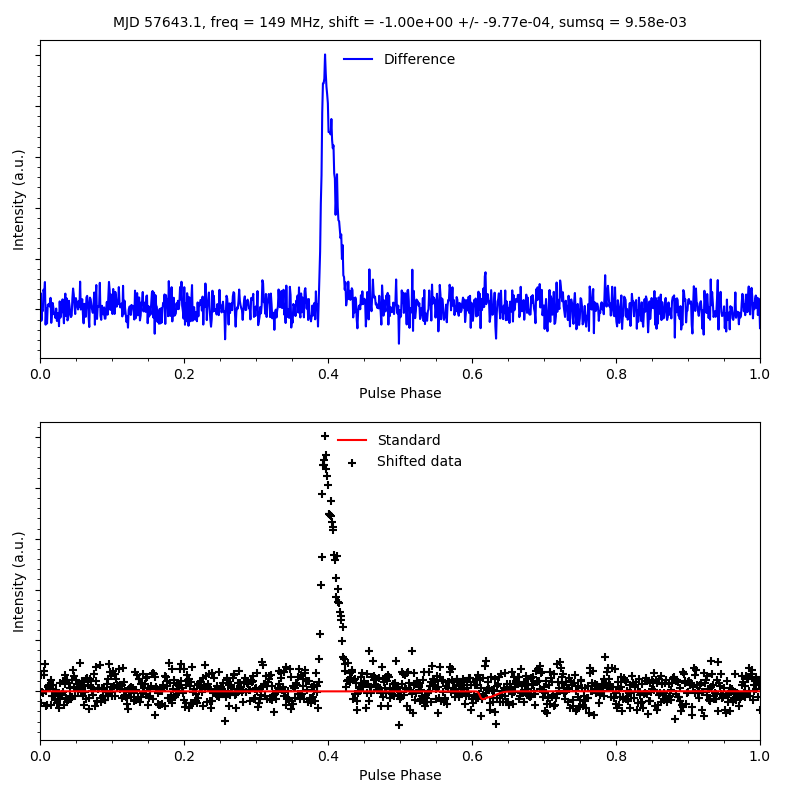 MJD 57643.1, freq = 149 MHz, shift = -1.00e+00 +/- -9.77e-04, sumsq = 9.58e-03
Difference
Intensity (a.u.)
0.0 0.2 0.4 0.6 0.8 1.0
Pulse Phase
Standard
Shifted data
Intensity (a.u.)
0.0 0.2 0.4 0.6 0.8 1.0
Pulse Phase